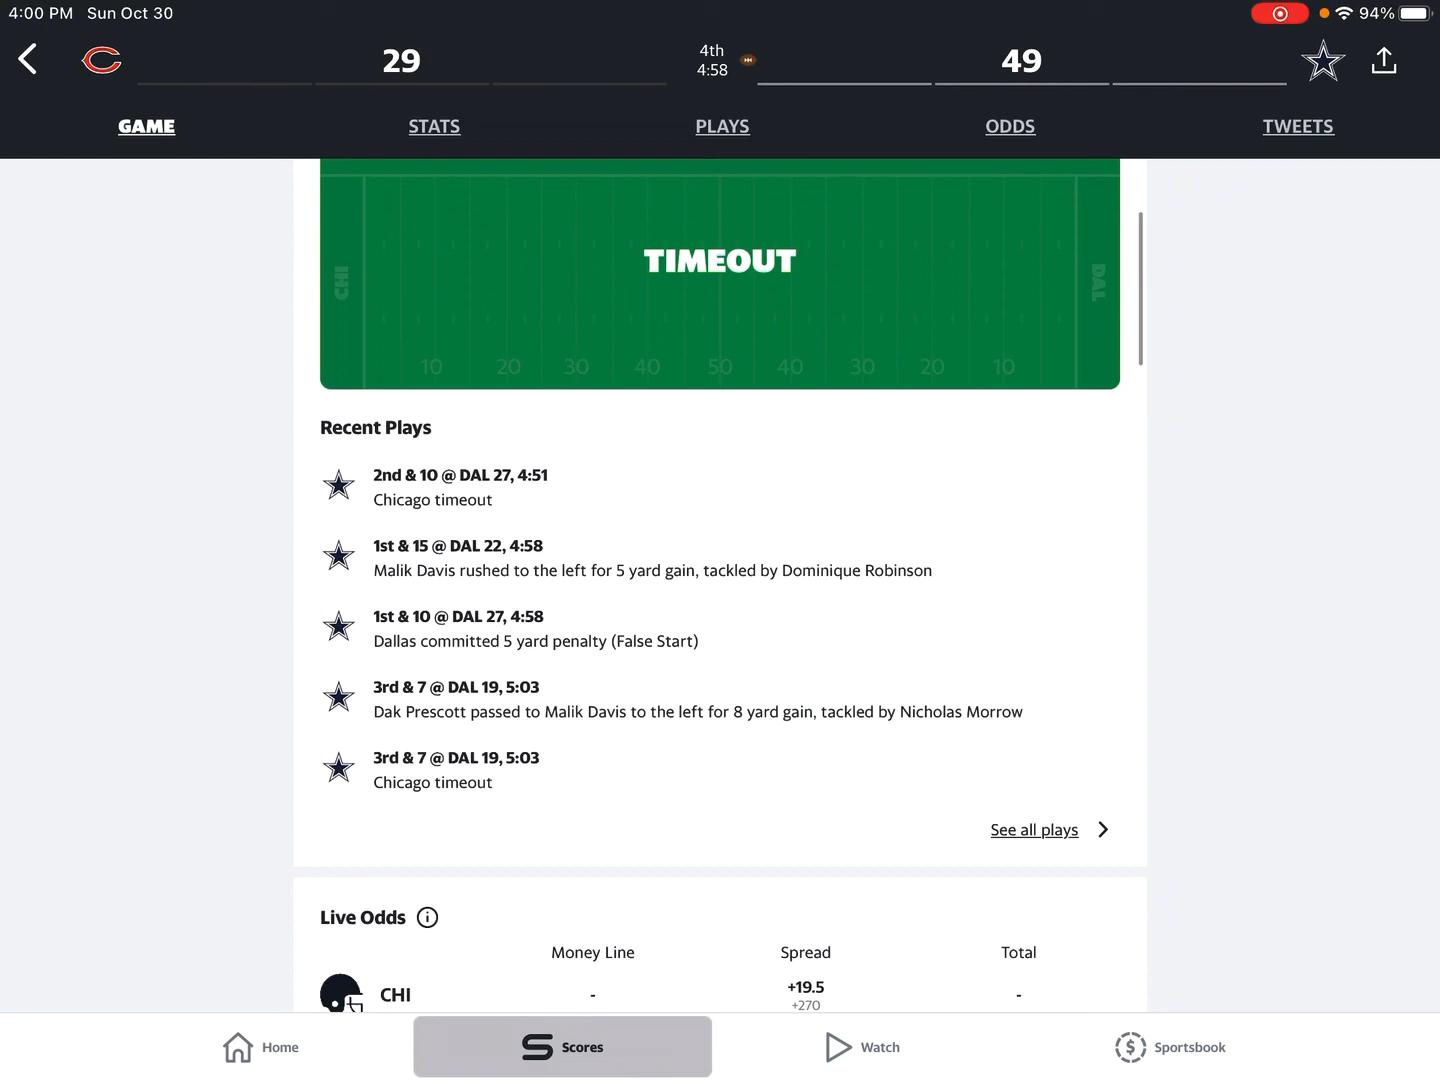 4:00 PM Sun Oct 30
94%
29
4th
4:58
49
GAME
STATS
PLAYS
ODDS
TWEETS
CHI
TIMEOUT
DAL
10 20 30 40 50 40 30 20 10
Recent Plays
2nd & 10 @ DAL 27, 4:51
Chicago timeout
1st & 15 @ DAL 22, 4:58
Malik Davis rushed to the left for 5 yard gain, tackled by Dominique Robinson
1st & 10 @ DAL 27, 4:58
Dallas committed 5 yard penalty (False Start)
3rd & 7 @ DAL 19, 5:03
Dak Prescott passed to Malik Davis to the left for 8 yard gain, tackled by Nicholas Morrow
3rd & 7 @ DAL 19, 5:03
Chicago timeout
See all plays
Live Odds
Money Line
Spread
Total
CHI
-
+19.5
+270
-
Home
Scores
Watch
Sportsbook